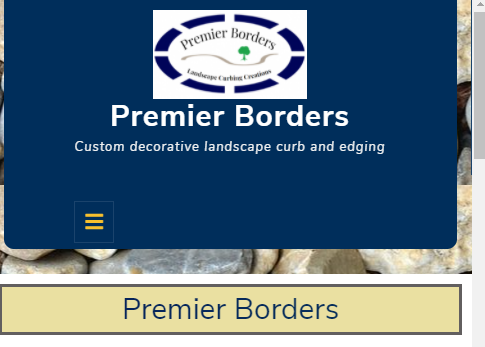 Premier Borders
Landscape Curbing Creations
Premier Borders
Custom decorative landscape curb and edging
Premier Borders